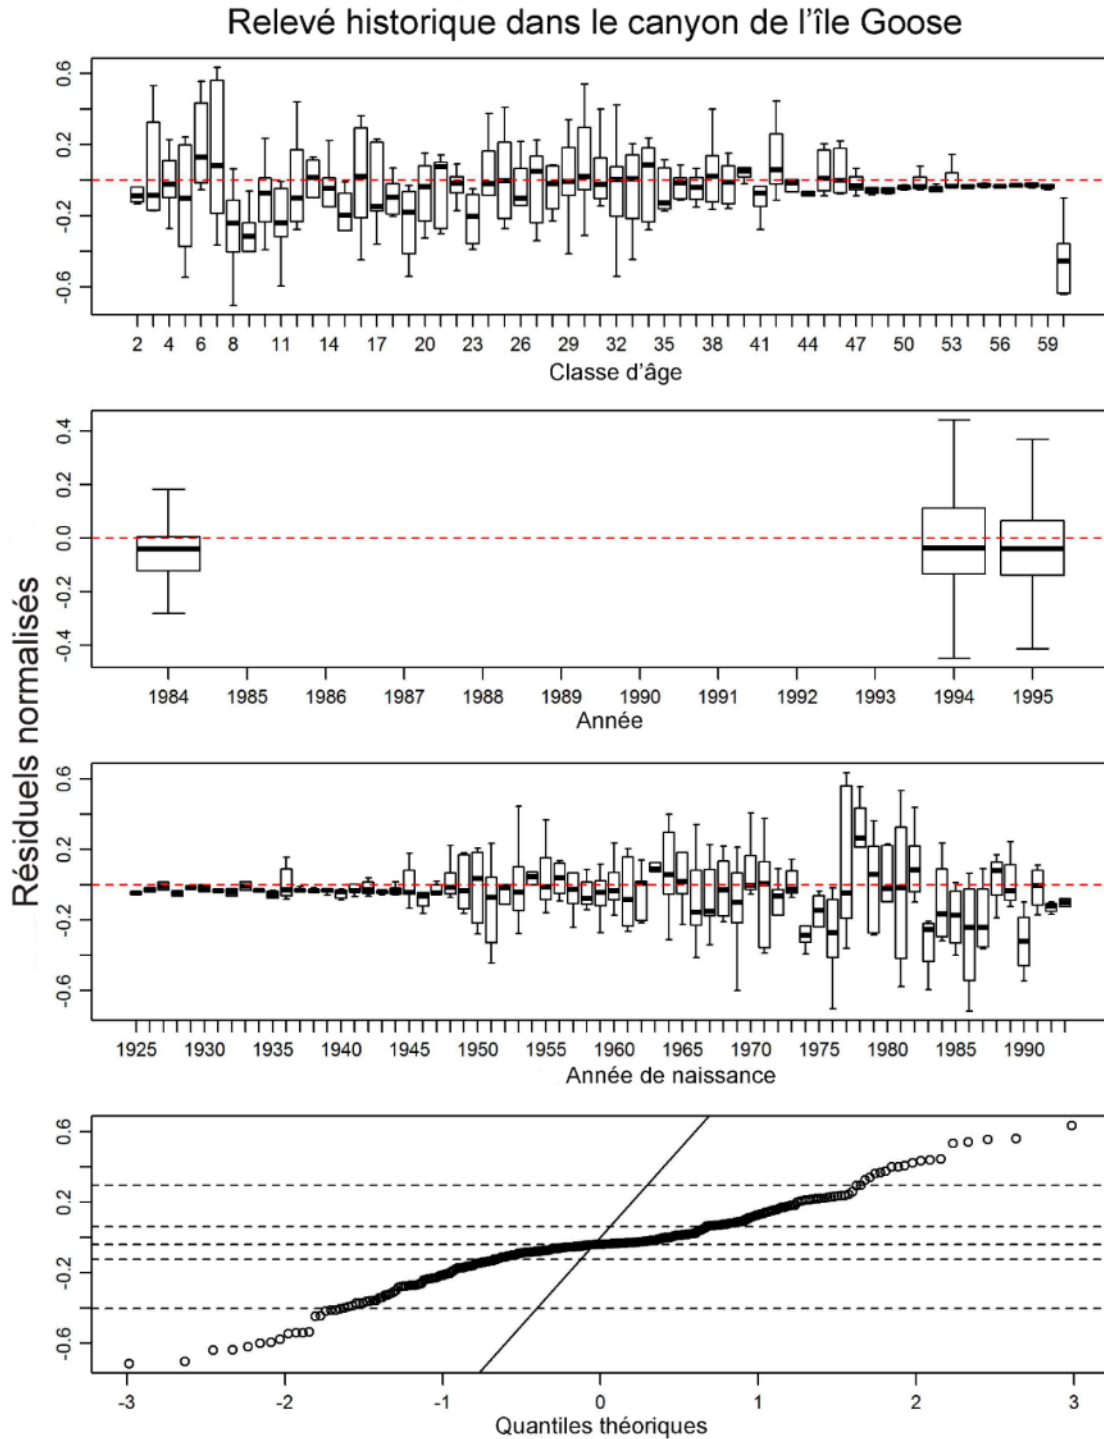 Relevé historique dans le canyon de l'île Goose
Résiduels normalisés
0.6
0.2
-0.2
-0.6
2 4 6 8 11 14 17 20 23 26 29 32 35 38 41 44 47 50 53 56 59
Classe d'âge
0.4
0.2
0.0
-0.2
-0.4
1984 1985 1986 1987 1988 1989 1990 1991 1992 1993 1994 1995
Année
0.6
0.2
-0.2
-0.6
1925 1930 1935 1940 1945 1950 1955 1960 1965 1970 1975 1980 1985 1990
Année de naissance
0.6
0.2
-0.2
-0.6
-3 -2 -1 0 1 2 3
Quantiles théoriques